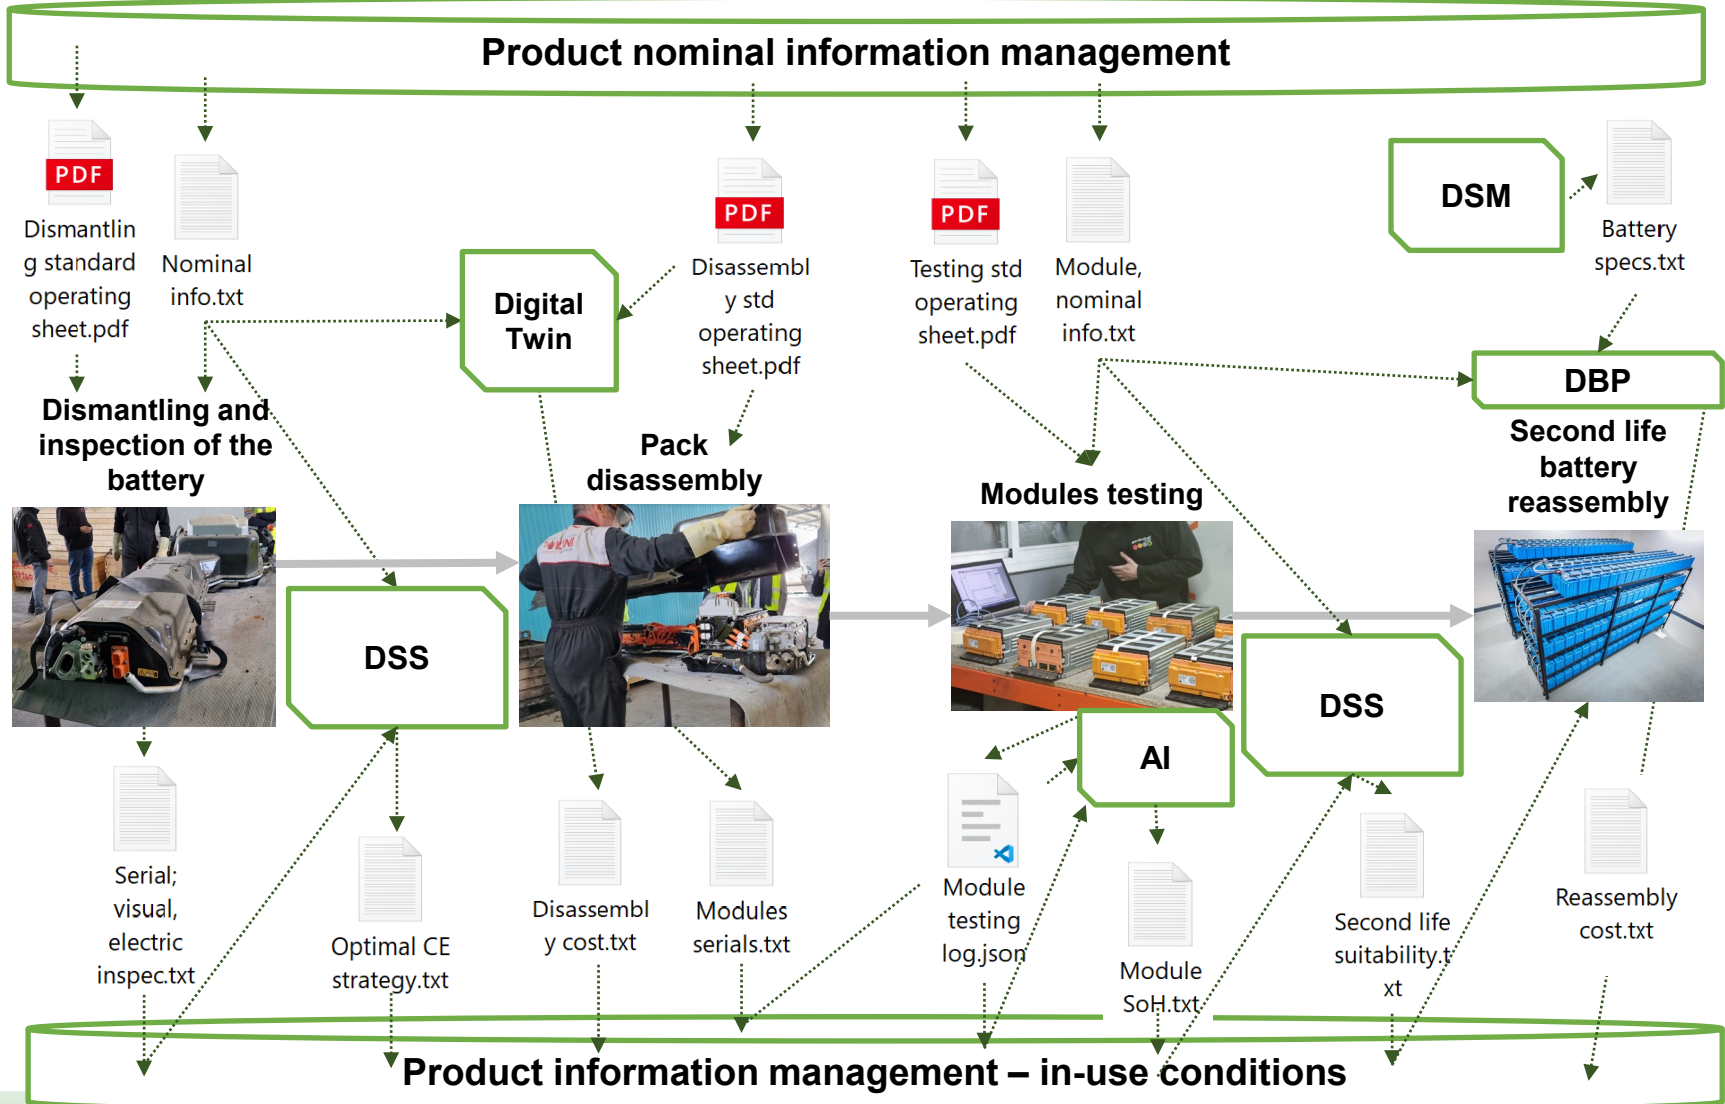 Product nominal information management
PDF
Dismantlin
g standard
operating
sheet.pdf
Nominal
info.txt
Digital
Twin
PDF
Disassembl
y std
operating
sheet.pdf
PDF
Testing std
operating
sheet.pdf
Module,
nominal
info.txt
DSM
Battery
specs.txt
DBP
Dismantling and
inspection of the
battery
Pack
disassembly
Modules testing
Second life
battery
reassembly
DSS
DSS
AI
Serial;
visual,
electric
inspec.txt
Optimal CE
strategy.txt
Disassembl
y cost.txt
Modules
serials.txt
Module
testing
log.json
Module
SoH.txt
Second life
suitability.t
xt
Reassembly
cost.txt
Product information management – in-use conditions